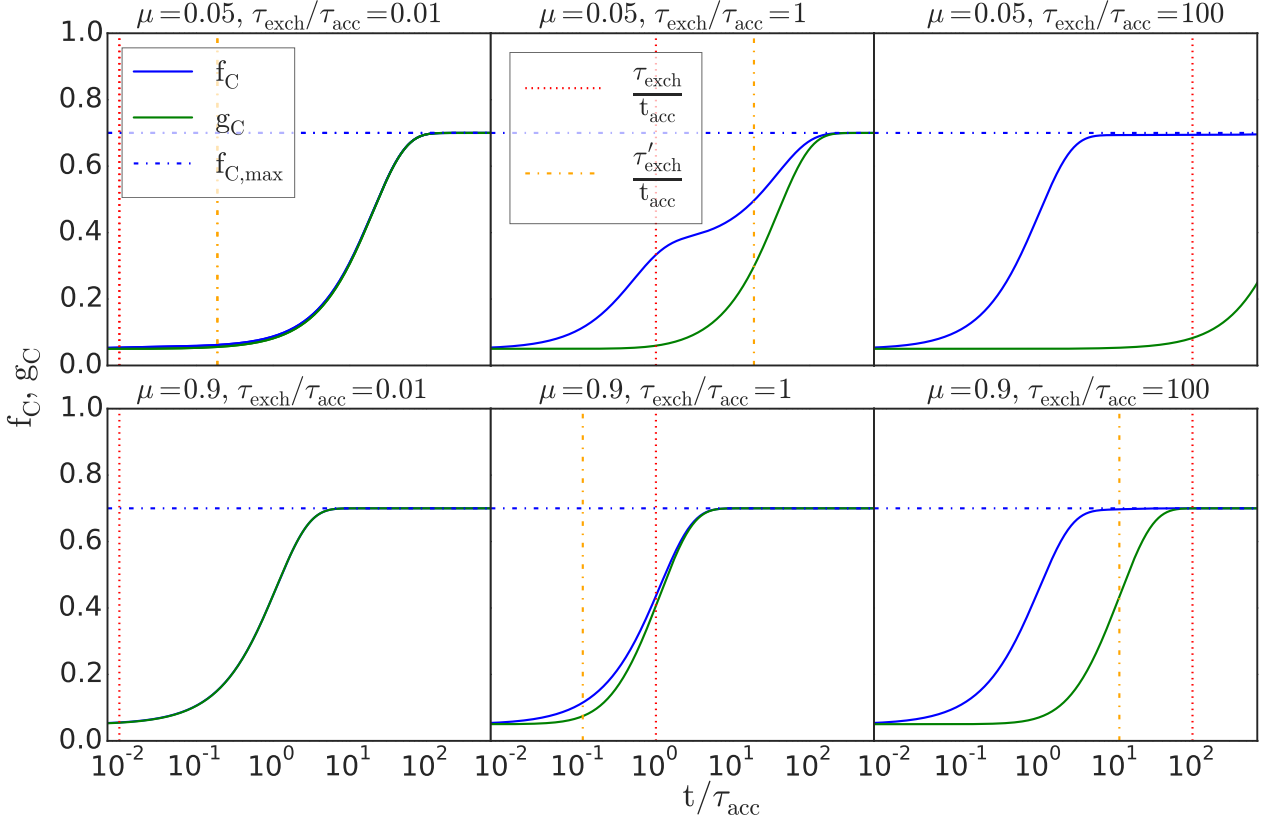 μ=0.05, τexch/τacc=0.01
μ=0.05, τexch/τacc=1
μ=0.05, τexch/τacc=100
1.0
0.8
0.6
0.4
0.2
0.0
fC
gC
fC,max
τexch
tacc
τ′exch
tacc
fC, gC
μ=0.9, τexch/τacc=0.01
μ=0.9, τexch/τacc=1
μ=0.9, τexch/τacc=100
1.0
0.8
0.6
0.4
0.2
0.0
10⁻² 10⁻¹ 10⁰ 10¹ 10² 10⁻² 10⁻¹ 10⁰ 10¹ 10² 10⁻² 10⁻¹ 10⁰ 10¹ 10²
t/τacc